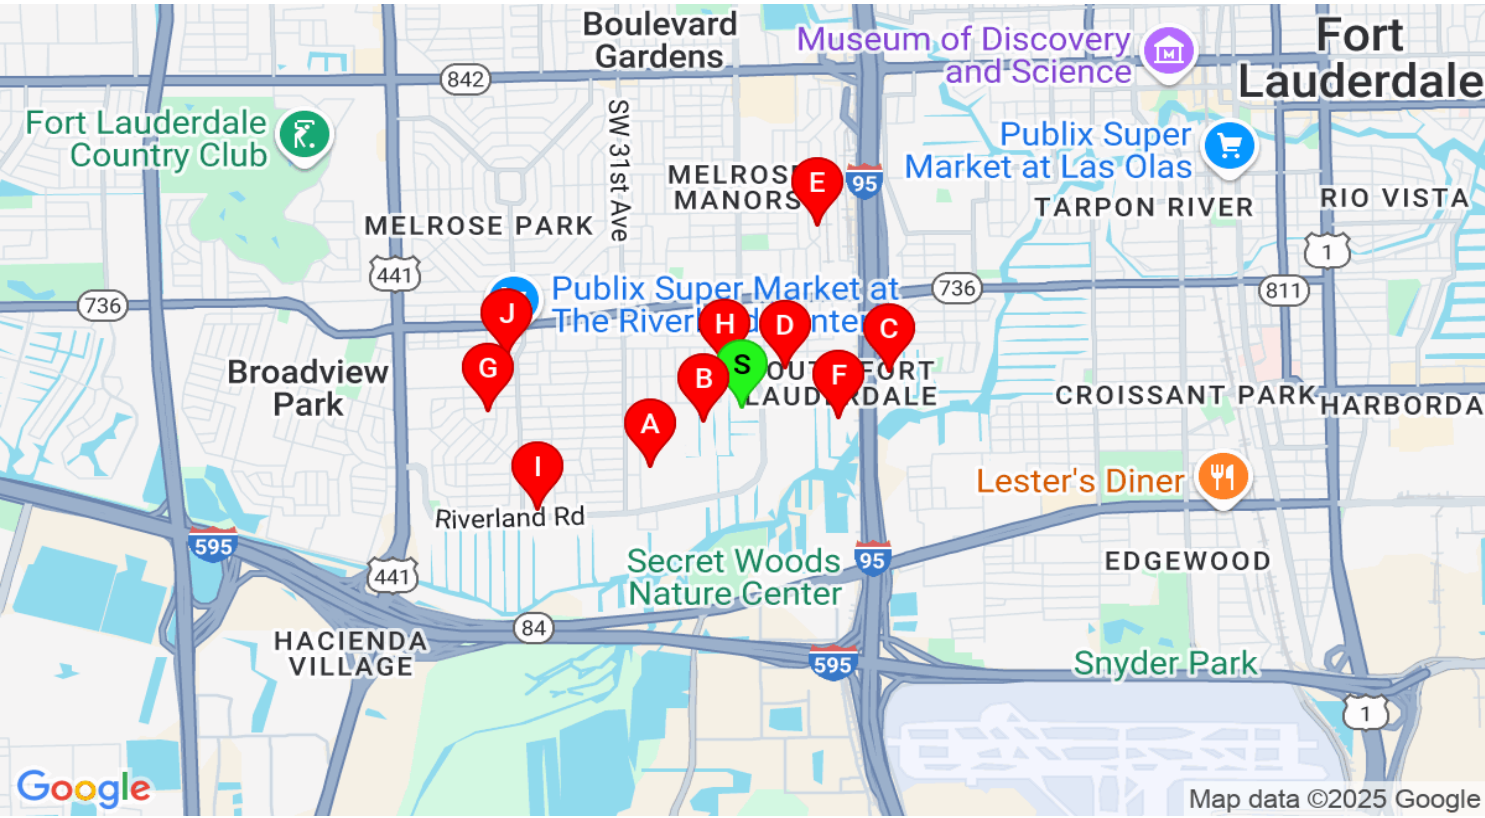 Boulevard
Gardens
Museum of Discovery
and Science
Fort
Lauderdale
842
Fort Lauderdale
Country Club
SW 31st Ave
Publix Super
Market at Las Olas
MELROSE
MANORS
E
95
TARPON RIVER
RIO VISTA
MELROSE PARK
441
1
736
Publix Super Market at
The Riverland Center
736
811
J
H
D
C
Broadview
Park
G
B
S
F
SOUTH FORT
LAUDERDALE
CROISSANT PARK
HARBORDA
A
I
Lester's Diner
Riverland Rd
595
441
Secret Woods
Nature Center
95
EDGEWOOD
84
HACIENDA
VILLAGE
595
Snyder Park
1
Google
Map data ©2025 Google